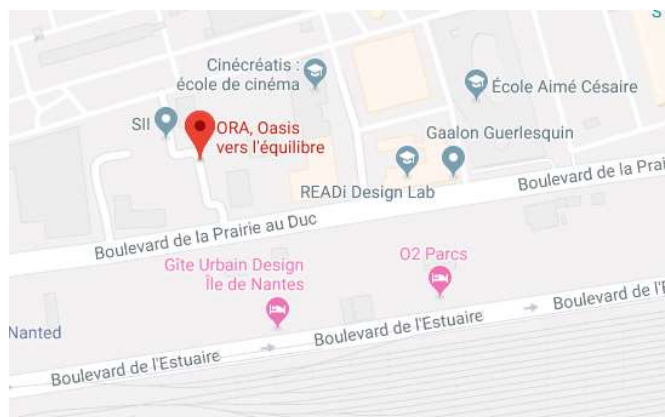 S
Cinécréatis :
école de cinéma
École Aimé Césaire
SII
ORA, Oasis
vers l'équilibre
Gaalon Guerlesquin
READi Design Lab
Boulevard de la Prai
Boulevard de la Prairie au Duc
O2 Parcs
Gîte Urbain Design
Île de Nantes
Boulevard de l'E
Nanted
Boulevard de l'Estuaire
Boulevard de l'Estuaire